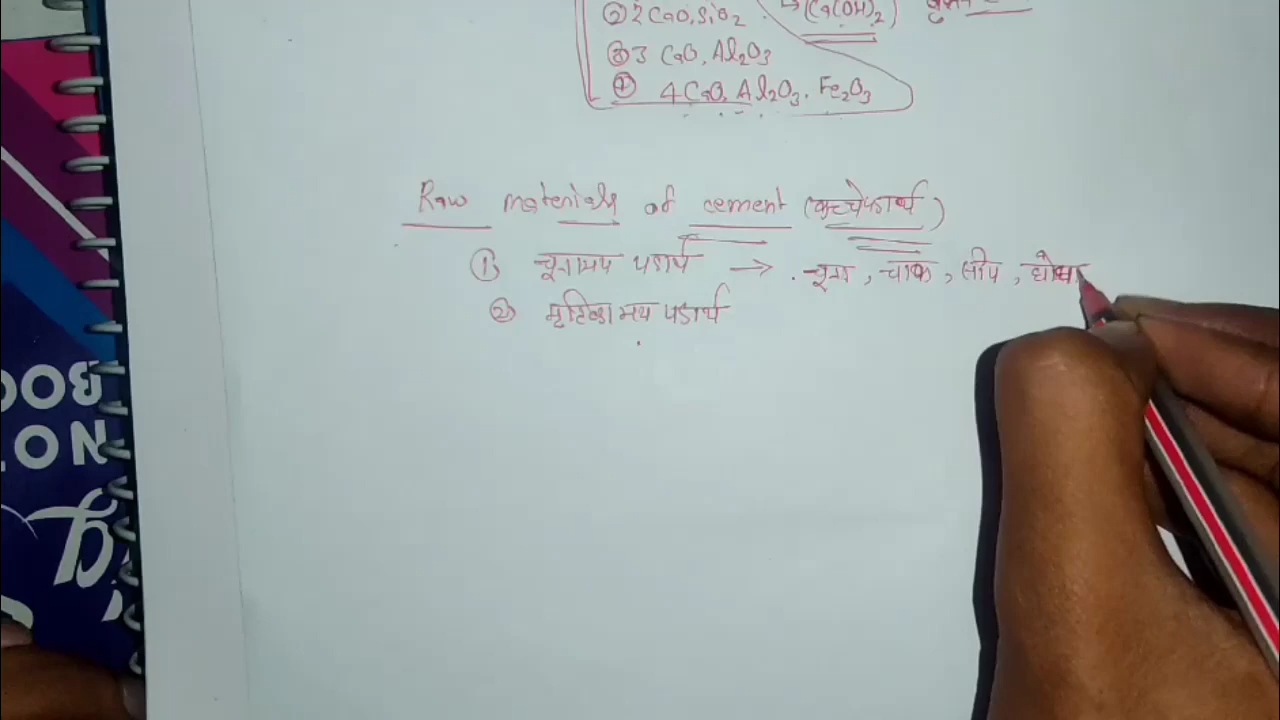 ② 2 CaO, SiO₂ . ↳ (Ca(OH)₂)
③ 3 CaO, Al₂O₃
④ 4 CaO, Al₂O₃. Fe₂O₃
Raw materials of cement (कच्चे पदार्थ)
① चूनामय पदार्थ → चूना, चाक, सीप, घोंघा
② मृत्तिका मय पदार्थ
ON